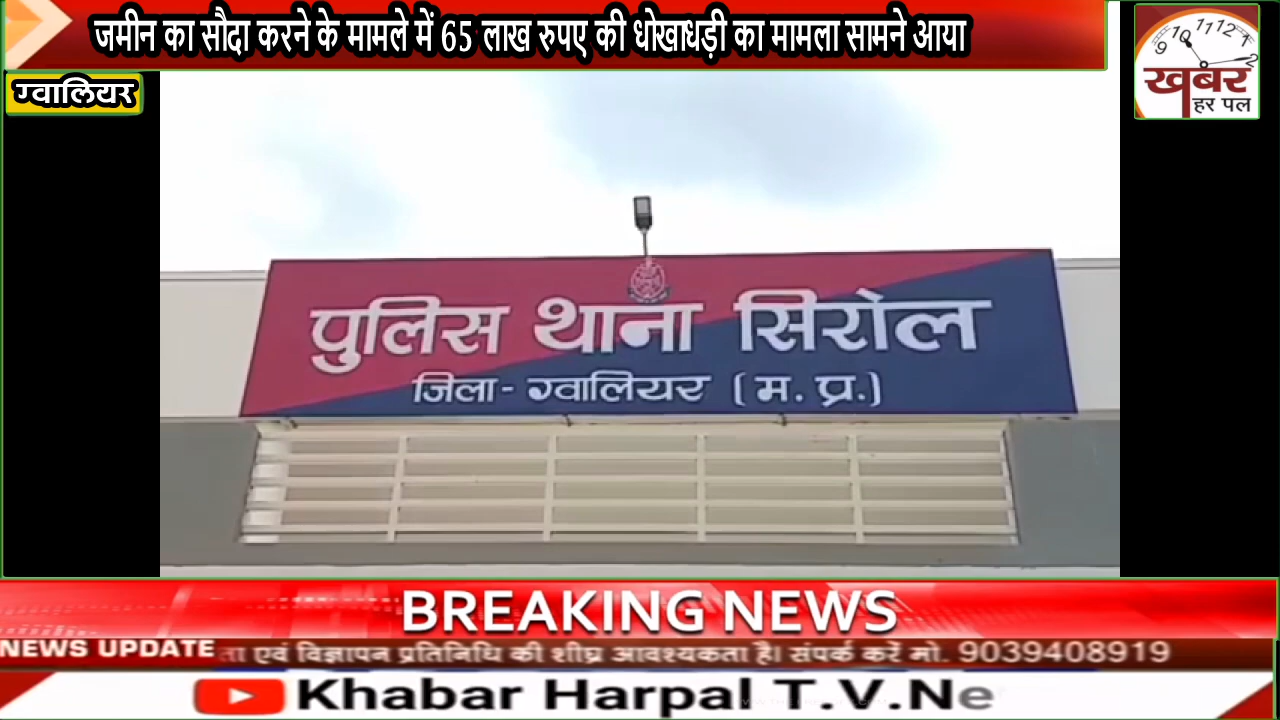 जमीन का सौदा करने के मामले में 65 लाख रुपए की धोखाधड़ी का मामला सामने आया
ग्वालियर
9 10 11 12 1 2
खबर
हर पल
पुलिस थाना सिरोल
जिला- ग्वालियर (म. प्र.)
BREAKING NEWS
NEWS UPDATE
ता एवं विज्ञापन प्रतिनिधि की शीघ्र आवश्यकता है। संपर्क करें मो. 9039408919
Khabar Harpal T.V.Ne